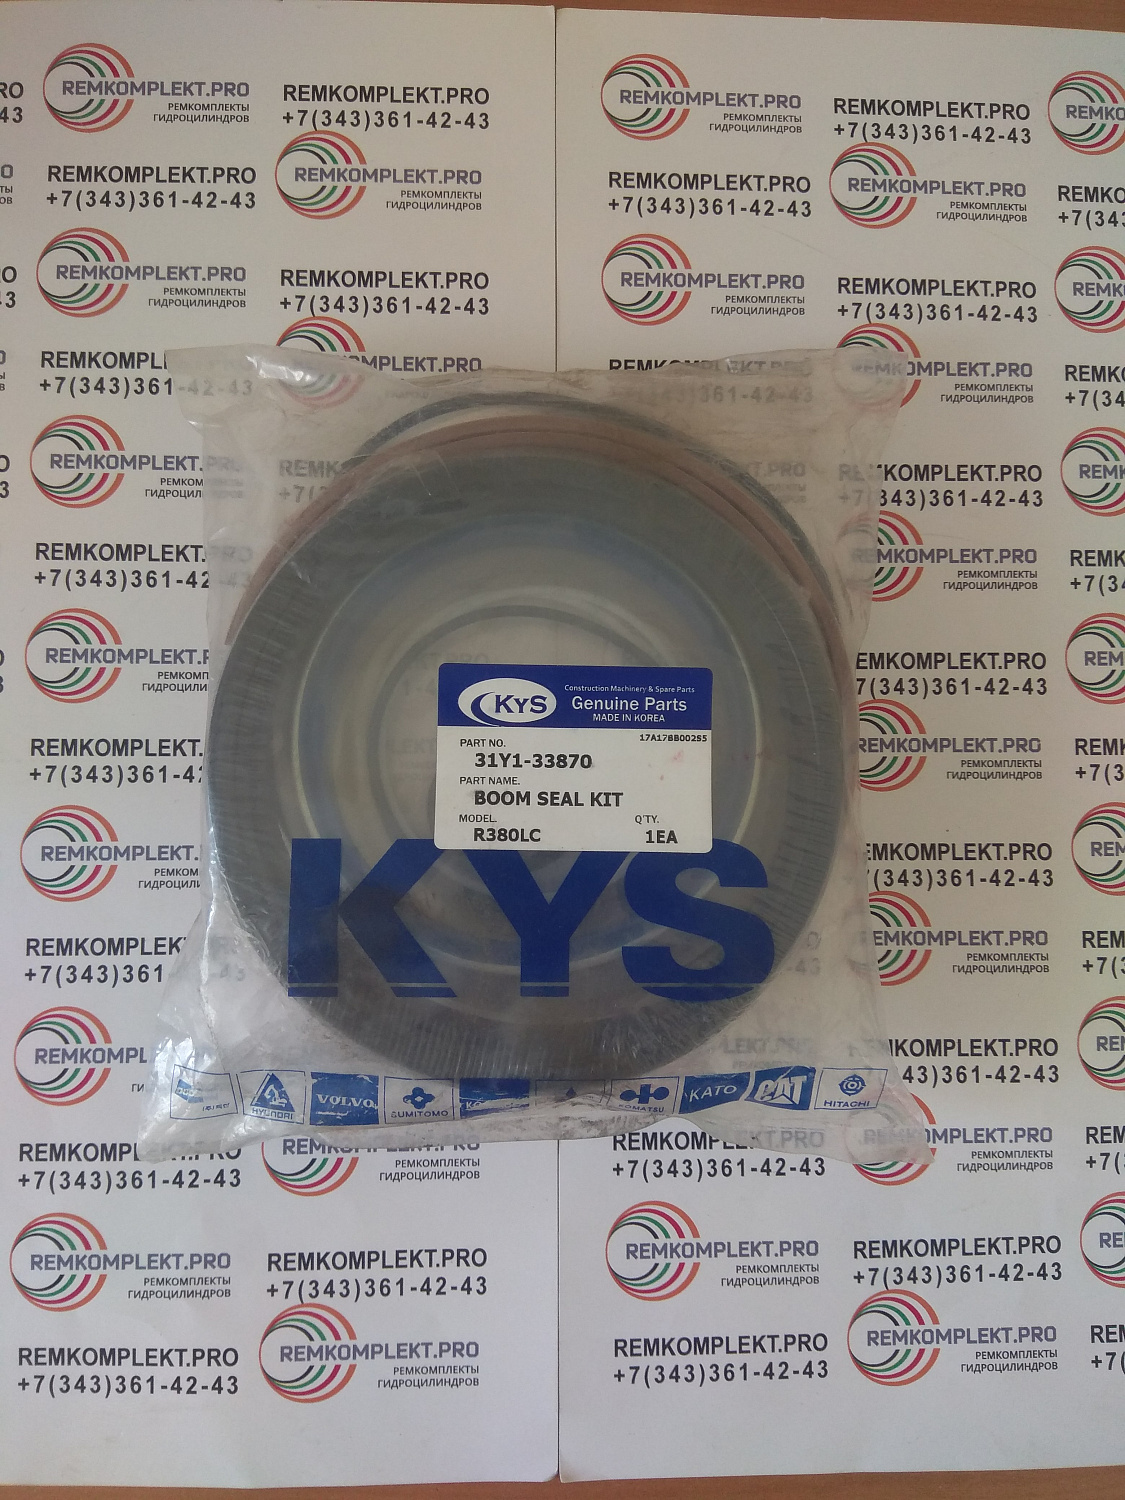 REMKOMPLEKT.PRO
РЕМКОМПЛЕКТЫ
ГИДРОЦИЛИНДРОВ
REMKOMPLEKT.PRO
+7(343)361-42-43
KYS
Construction Machinery & Spare Parts
Genuine Parts
MADE IN KOREA
17A17BB00285
PART NO.
31Y1-33870
PART NAME.
BOOM SEAL KIT
MODEL.
Q'TY.
R380LC
1EA
KYS
HYUNDAI
VOLVO
SUMITOMO
KOMATSU
KATO
CAT
HITACHI